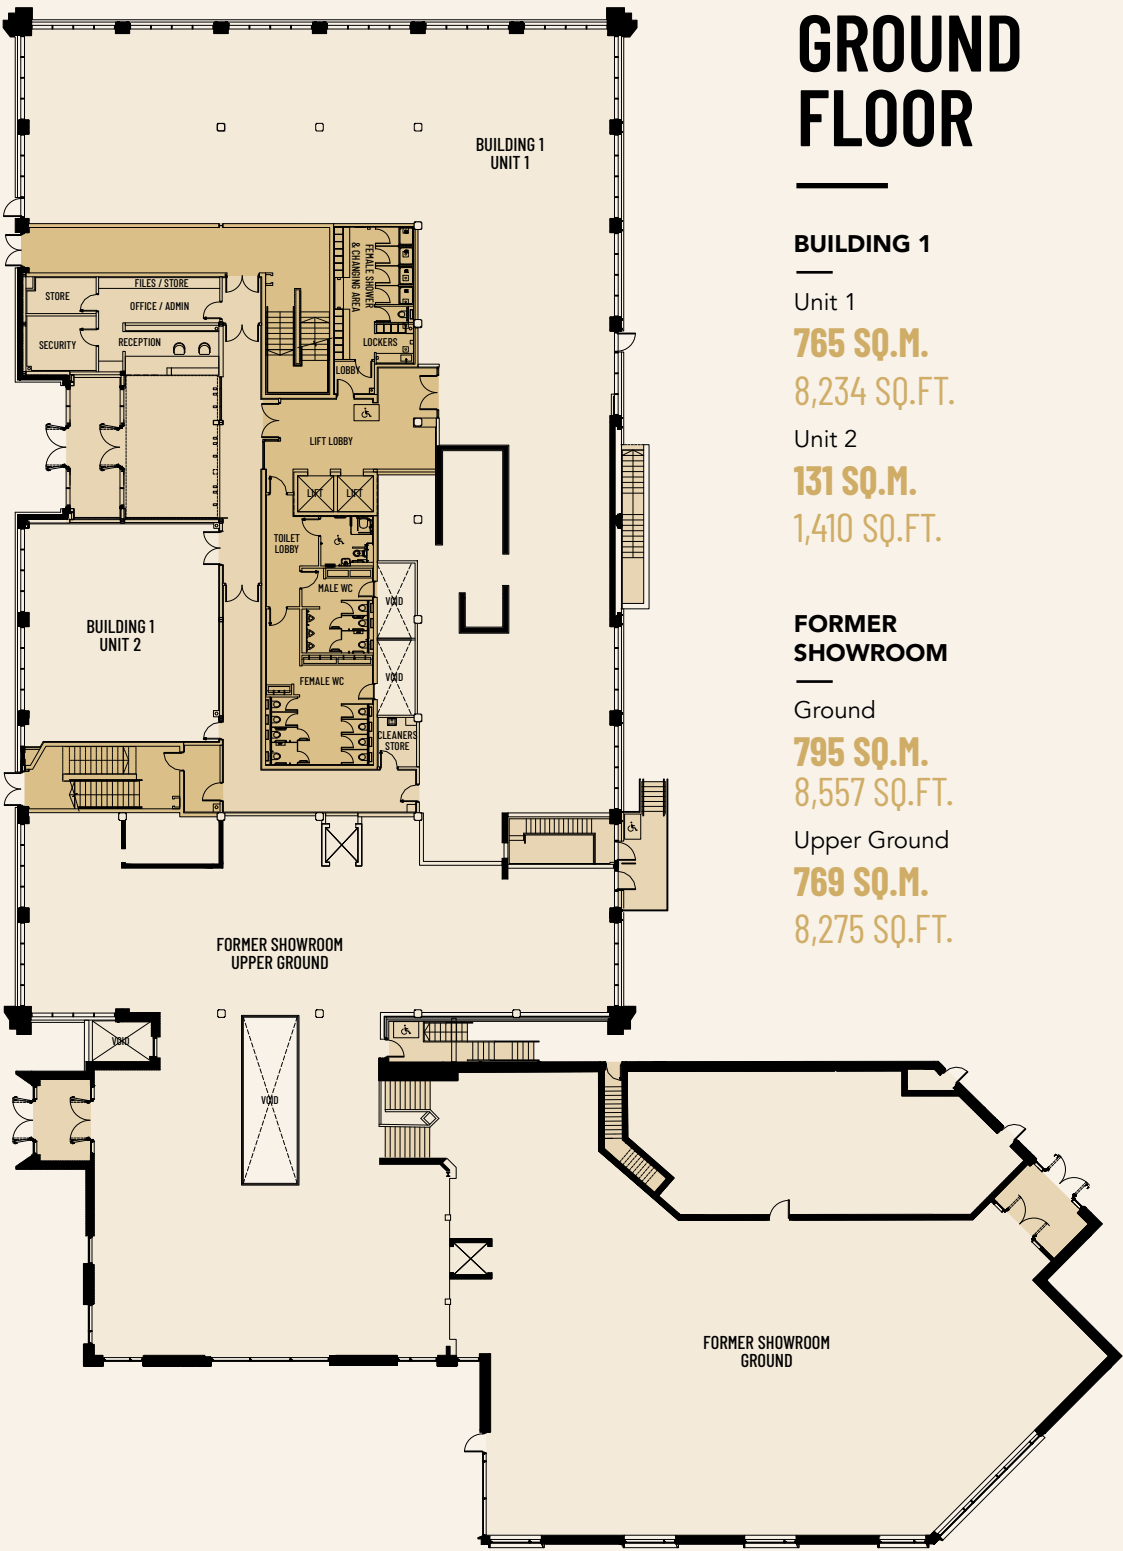 GROUND
FLOOR
BUILDING 1
Unit 1
765 SQ.M.
8,234 SQ.FT.
Unit 2
131 SQ.M.
1,410 SQ.FT.
FORMER
SHOWROOM
Ground
795 SQ.M.
8,557 SQ.FT.
Upper Ground
769 SQ.M.
8,275 SQ.FT.
BUILDING 1
UNIT 1
FEMALE SHOWER
& CHANGING AREA
FILES / STORE
STORE
OFFICE / ADMIN
SECURITY
RECEPTION
LOCKERS
LOBBY
LIFT LOBBY
LIFT
LIFT
TOILET
LOBBY
MALE WC
VOID
BUILDING 1
UNIT 2
VOID
FEMALE WC
CLEANERS
STORE
FORMER SHOWROOM
UPPER GROUND
VOID
VOID
FORMER SHOWROOM
GROUND